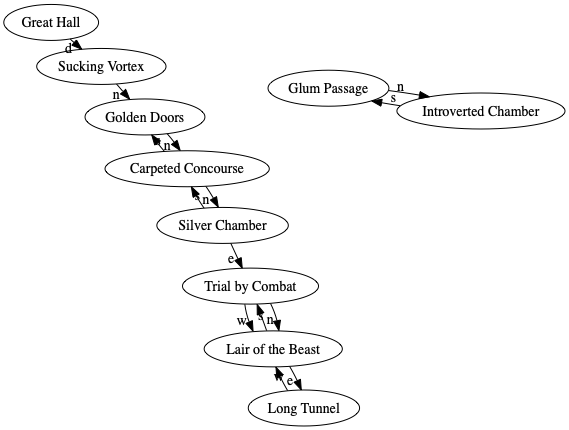 Great Hall
d
Sucking Vortex
n
Golden Doors
n
Carpeted Concourse
n
Silver Chamber
e
Trial by Combat
w
s
n
Lair of the Beast
e
Long Tunnel
Glum Passage
n
s
Introverted Chamber